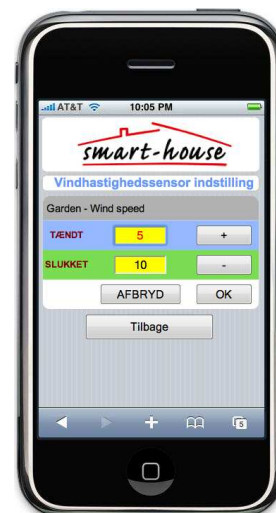 AT&T 10:05 PM
smart-house
Vindhastighedssensor indstilling
Garden - Wind speed
TÆNDT 5 +
SLUKKET 10 -
AFBRYD OK
Tilbage
5